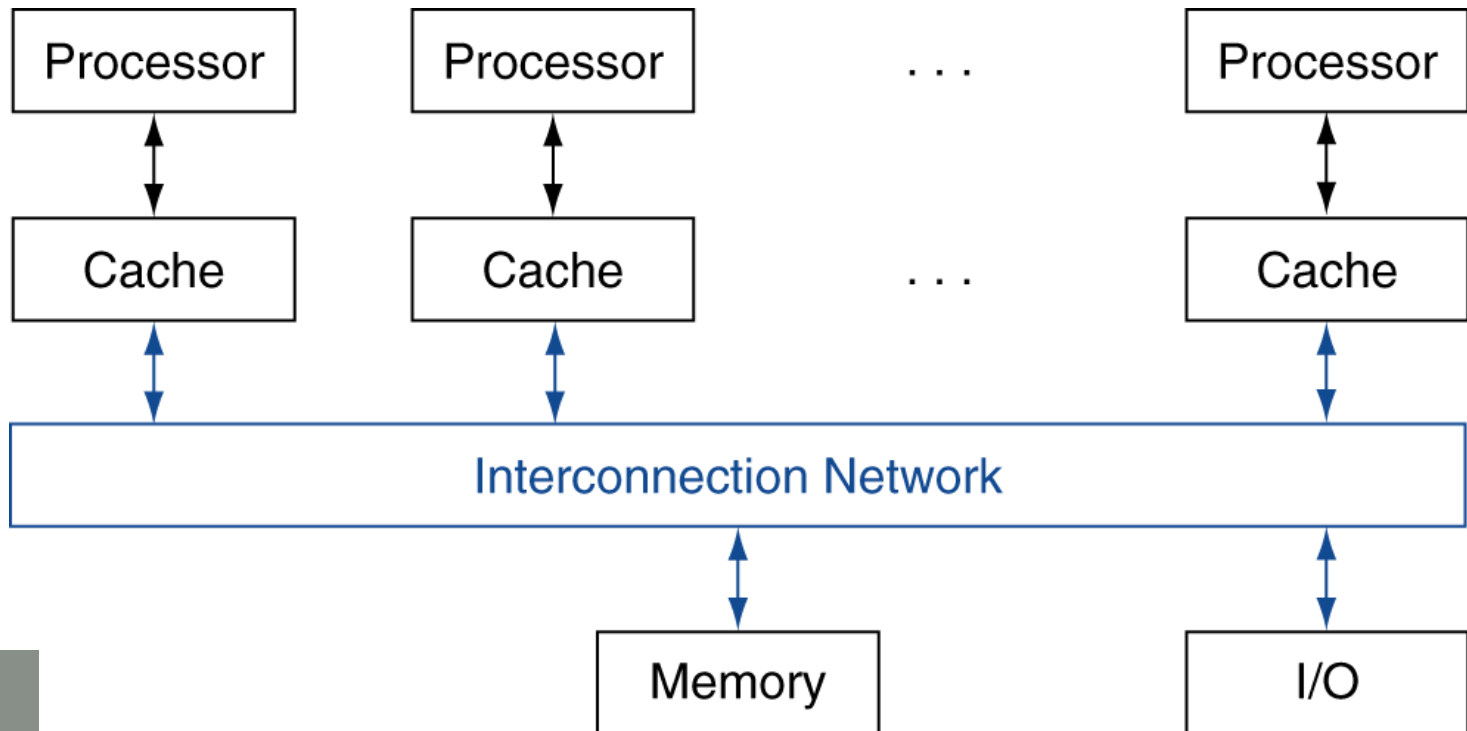 Processor Processor . . . Processor
Cache Cache . . . Cache
Interconnection Network
Memory I/O